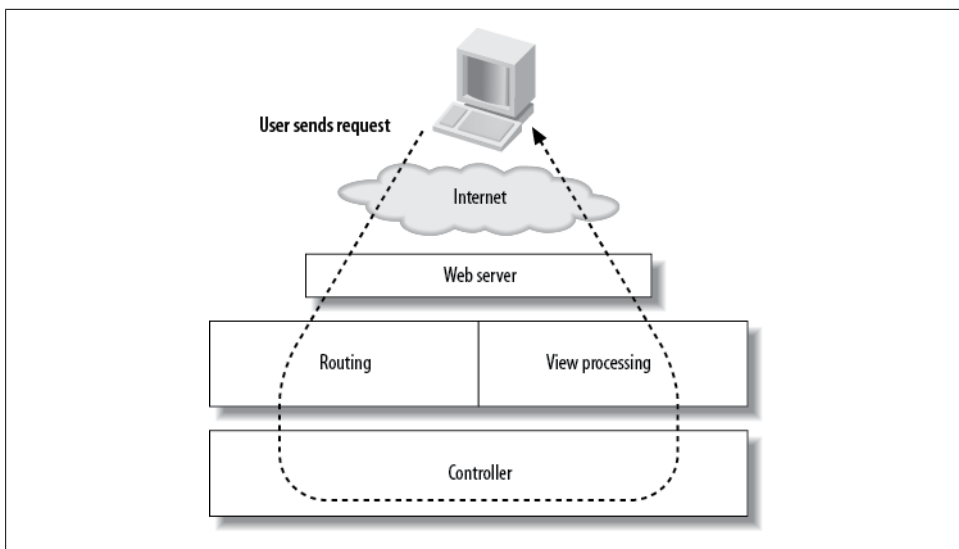 User sends request
Internet
Web server
Routing
View processing
Controller